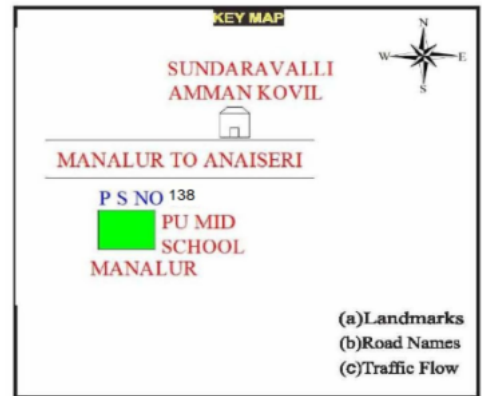 KEY MAP
N
W E
S
SUNDARAVALLI
AMMAN KOVIL
MANALUR TO ANAISERI
P S NO 138
PU MID
SCHOOL
MANALUR
(a)Landmarks
(b)Road Names
(c)Traffic Flow